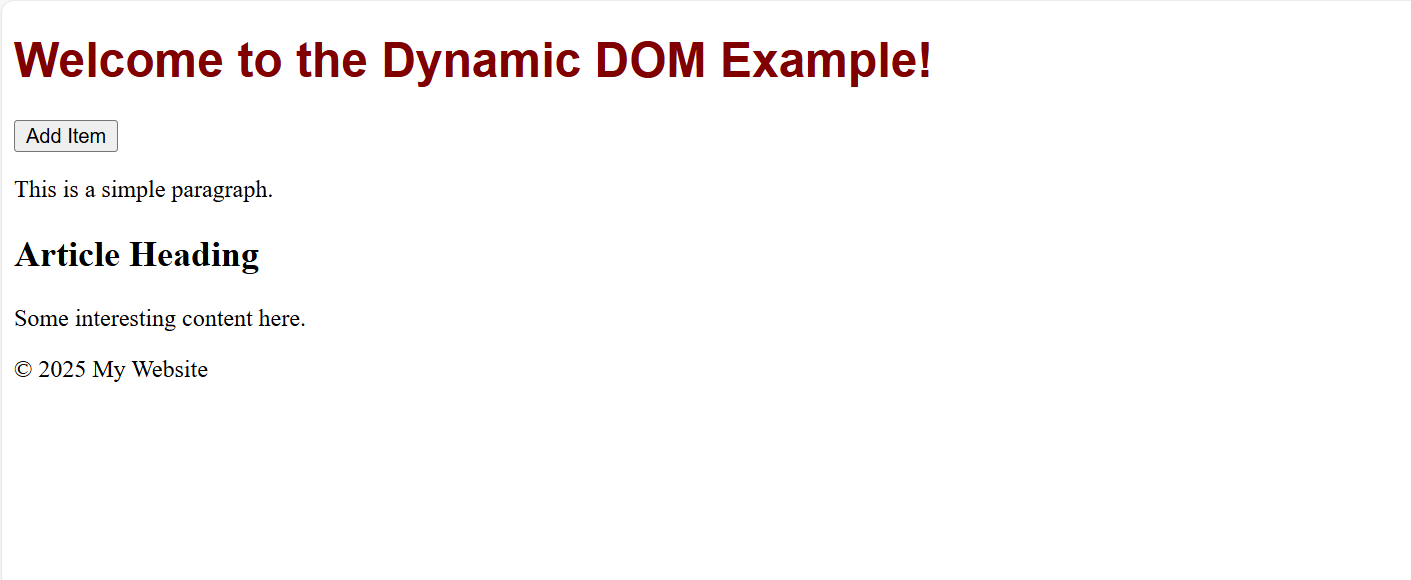 Welcome to the Dynamic DOM Example!
Add Item
This is a simple paragraph.
Article Heading
Some interesting content here.
© 2025 My Website